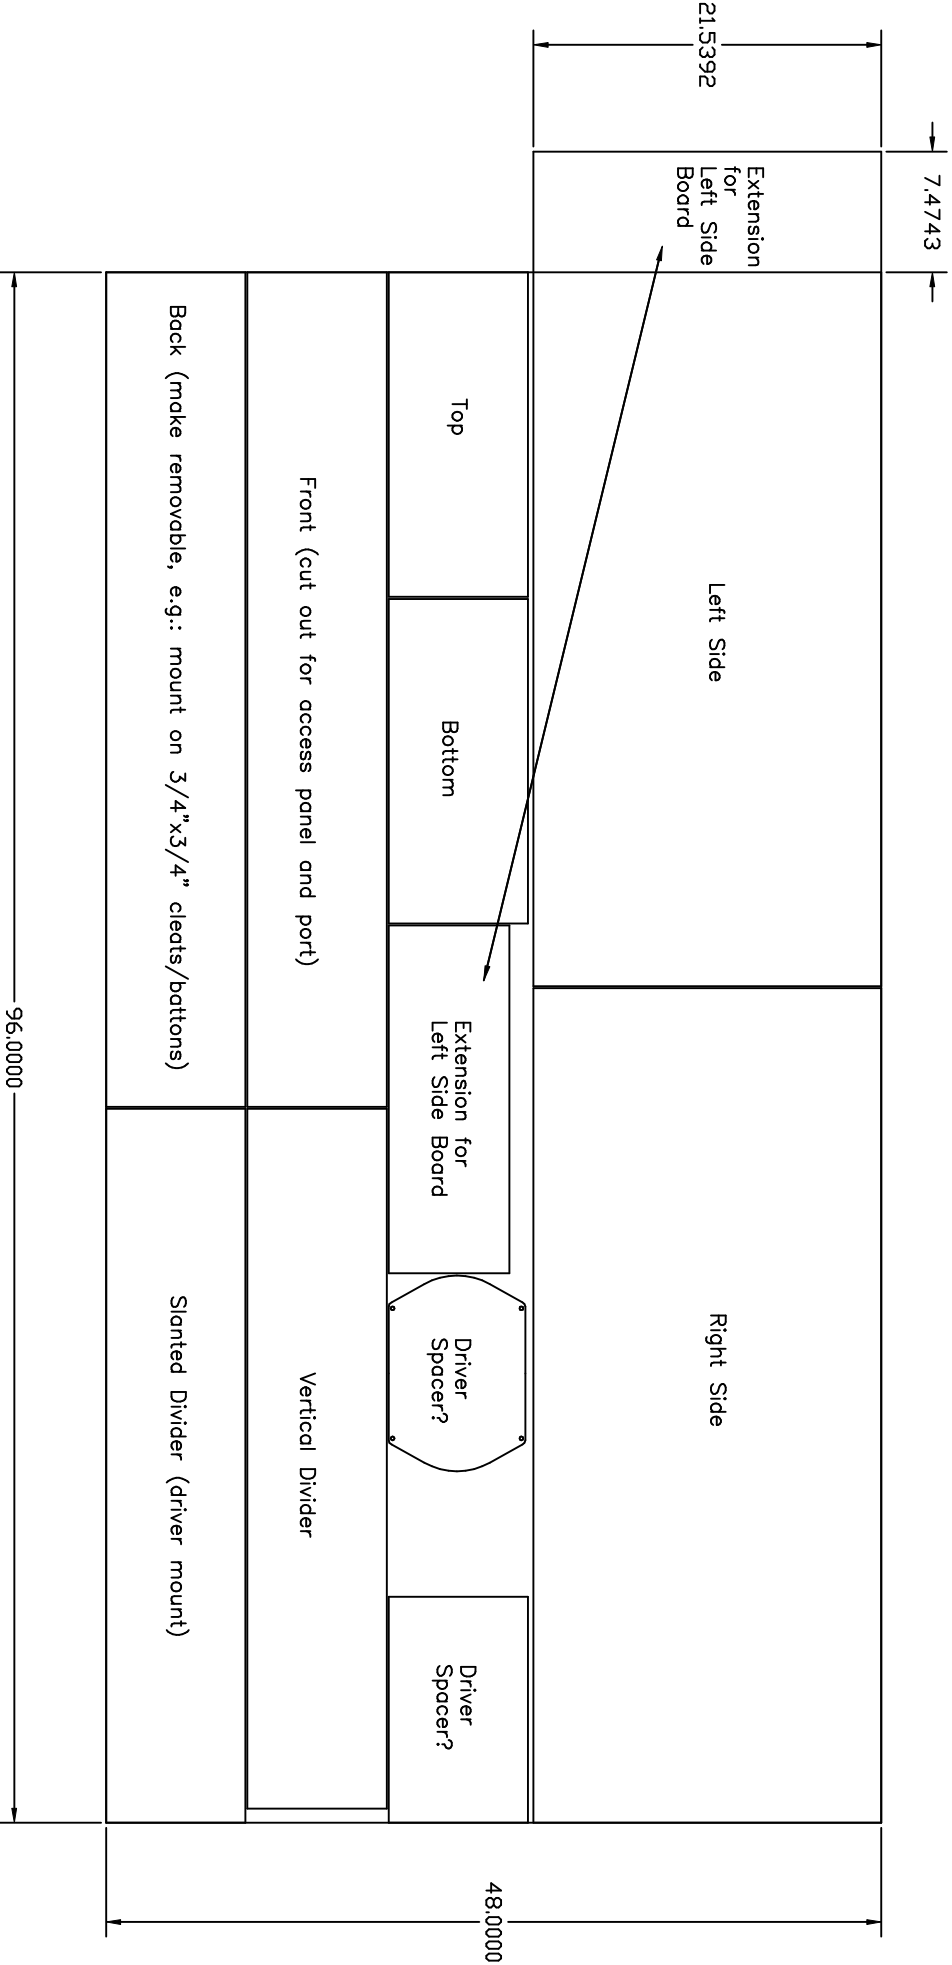 21.5392
7.4743
Extension
for
Left Side
Board
Left Side
Right Side
Top
Bottom
Extension for
Left Side Board
Driver
Spacer?
Driver
Spacer?
Front (cut out for access panel and port)
Vertical Divider
Back (make removable, e.g.: mount on 3/4"x3/4" cleats/battons)
Slanted Divider (driver mount)
96.0000
48.0000